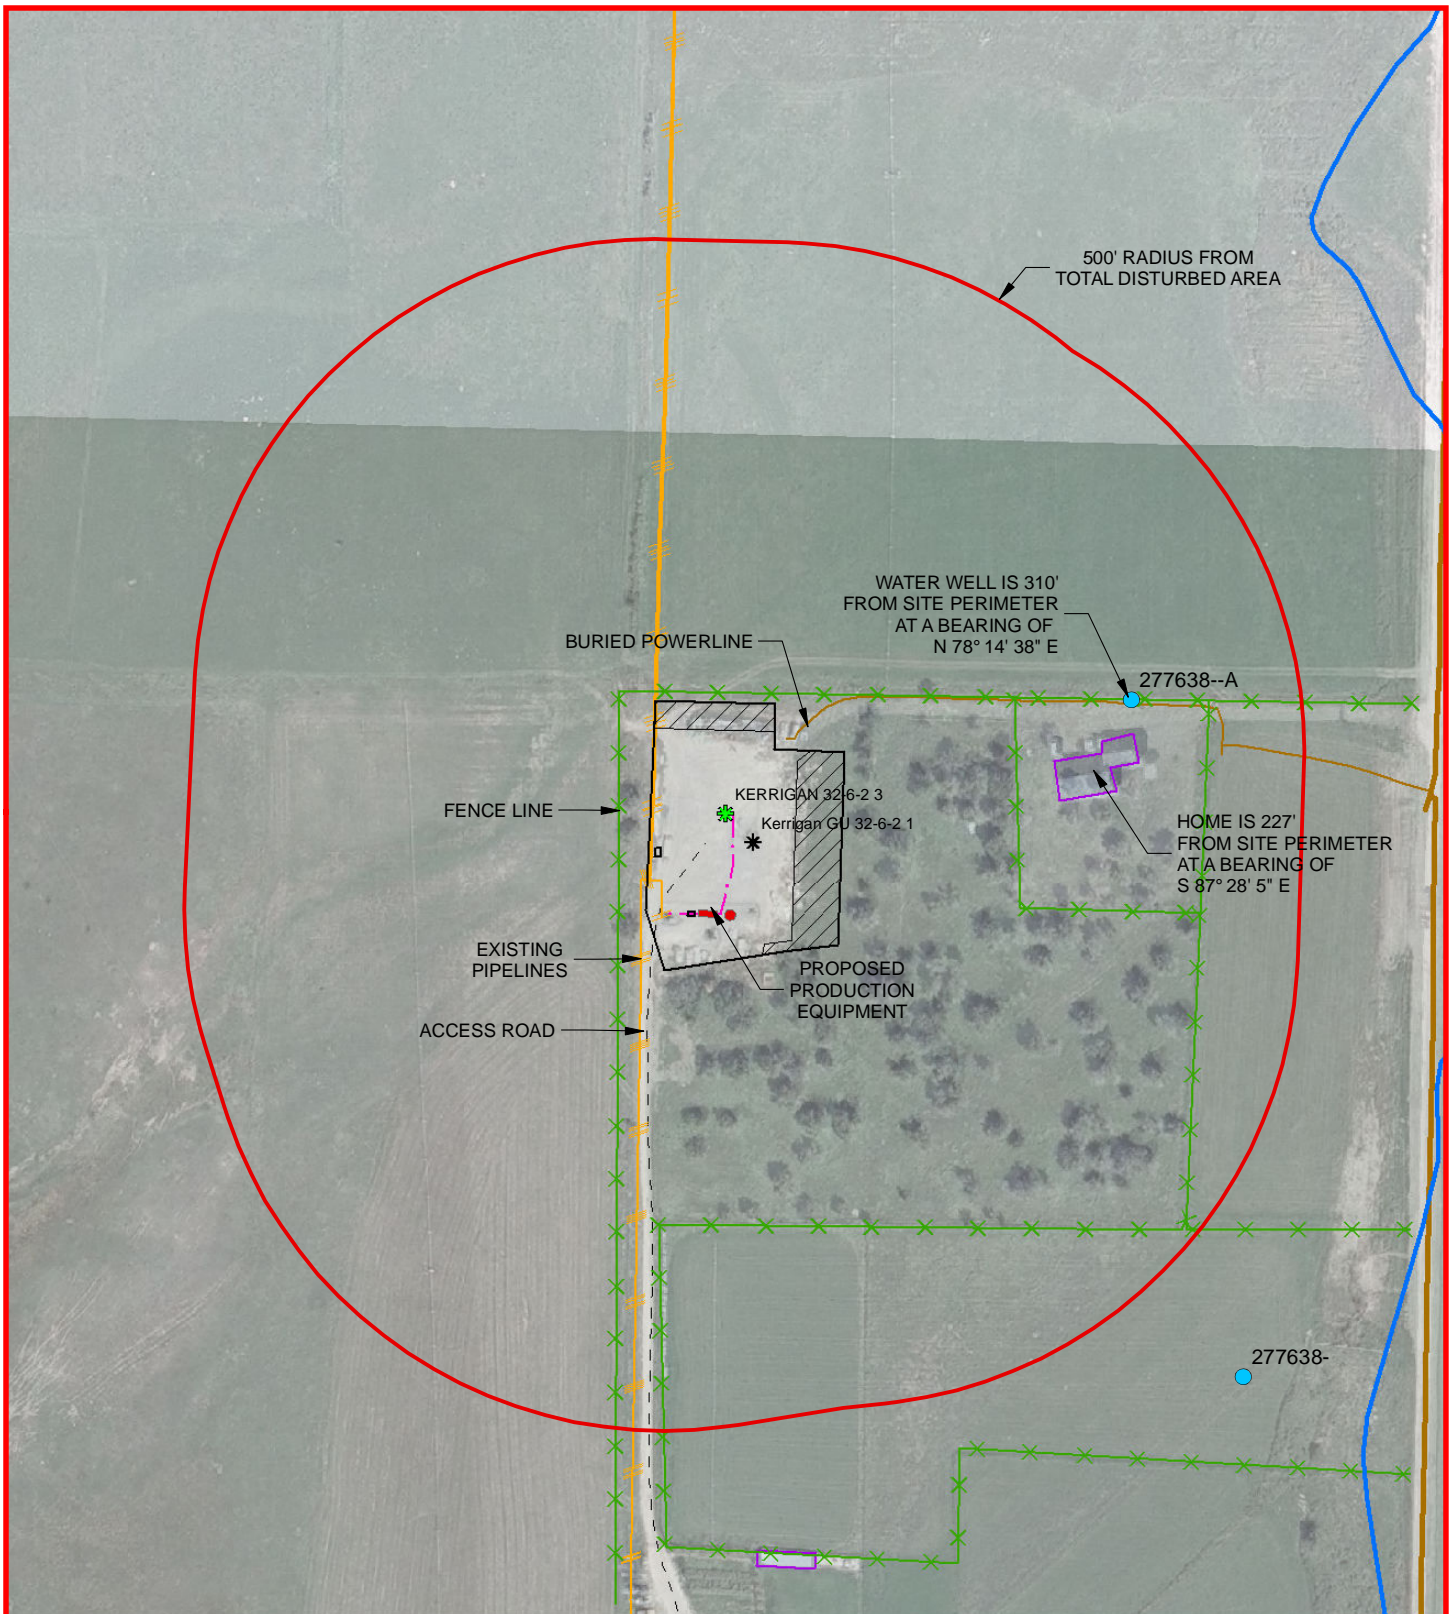 500' RADIUS FROM
TOTAL DISTURBED AREA
WATER WELL IS 310'
FROM SITE PERIMETER
AT A BEARING OF
N 78° 14' 38" E
BURIED POWERLINE
277638--A
KERRIGAN 32-6-2 3
Kerrigan GU 32-6-2 1
FENCE LINE
HOME IS 227'
FROM SITE PERIMETER
AT A BEARING OF
S 87° 28' 5" E
EXISTING
PIPELINES
PROPOSED
PRODUCTION
EQUIPMENT
ACCESS ROAD
277638-